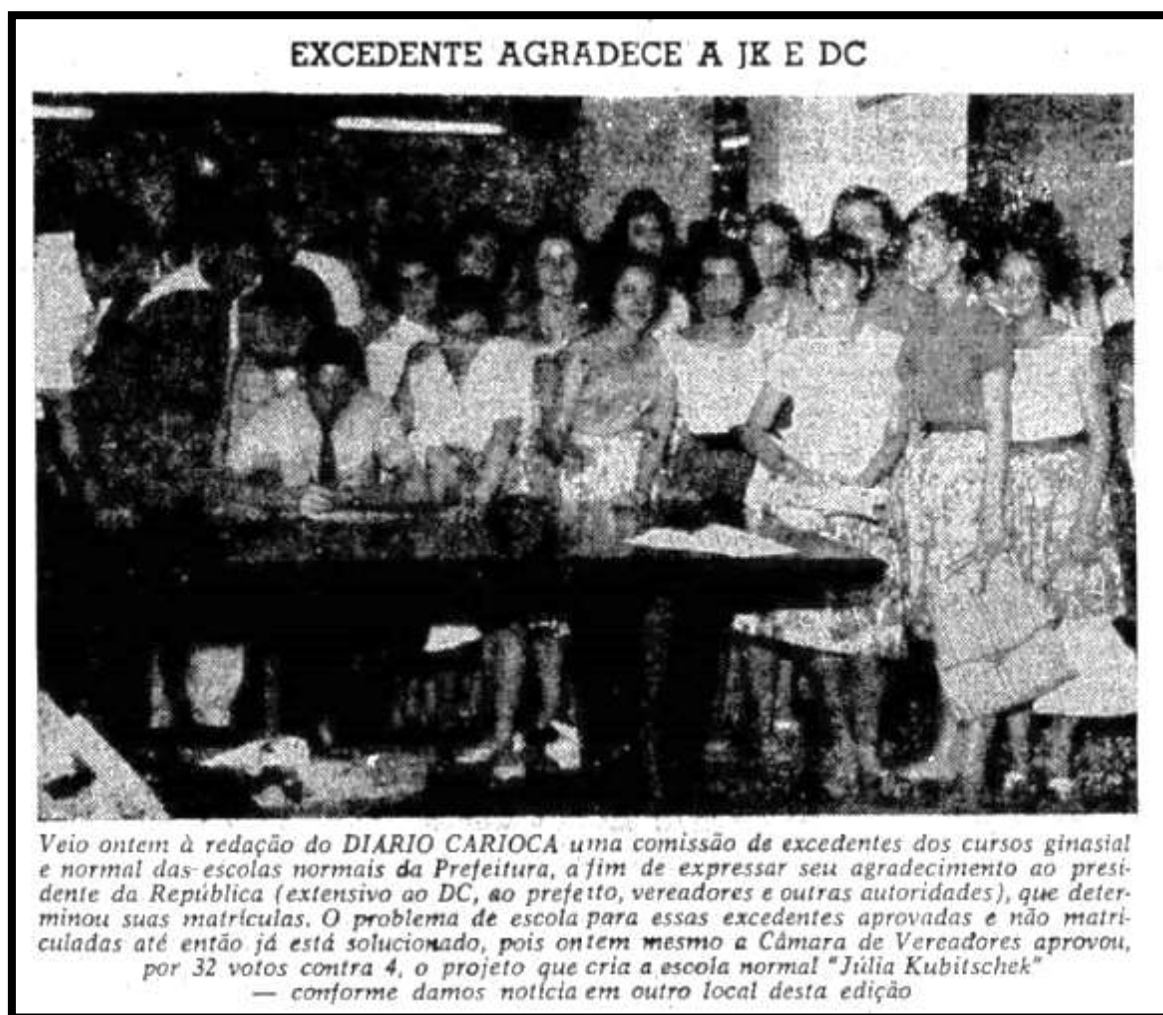 EXCEDENTE AGRADECE A JK E DC
Veio ontem à redação do DIARIO CARIOCA uma comissão de excedentes dos cursos ginasial
e normal das escolas normais da Prefeitura, a fim de expressar seu agradecimento ao presi-
dente da República (extensivo ao DC, ao prefetto, vereadores e outras autoridades), que deter-
minou suas matrículas. O problema de escola para essas excedentes aprovadas e não matri-
culadas até então já está solucionado, pois ontem mesmo a Câmara de Vereadores aprovou,
por 32 votos contra 4, o projeto que cria a escola normal "Júlia Kubitschek"
— conforme damos notícia em outro local desta edição